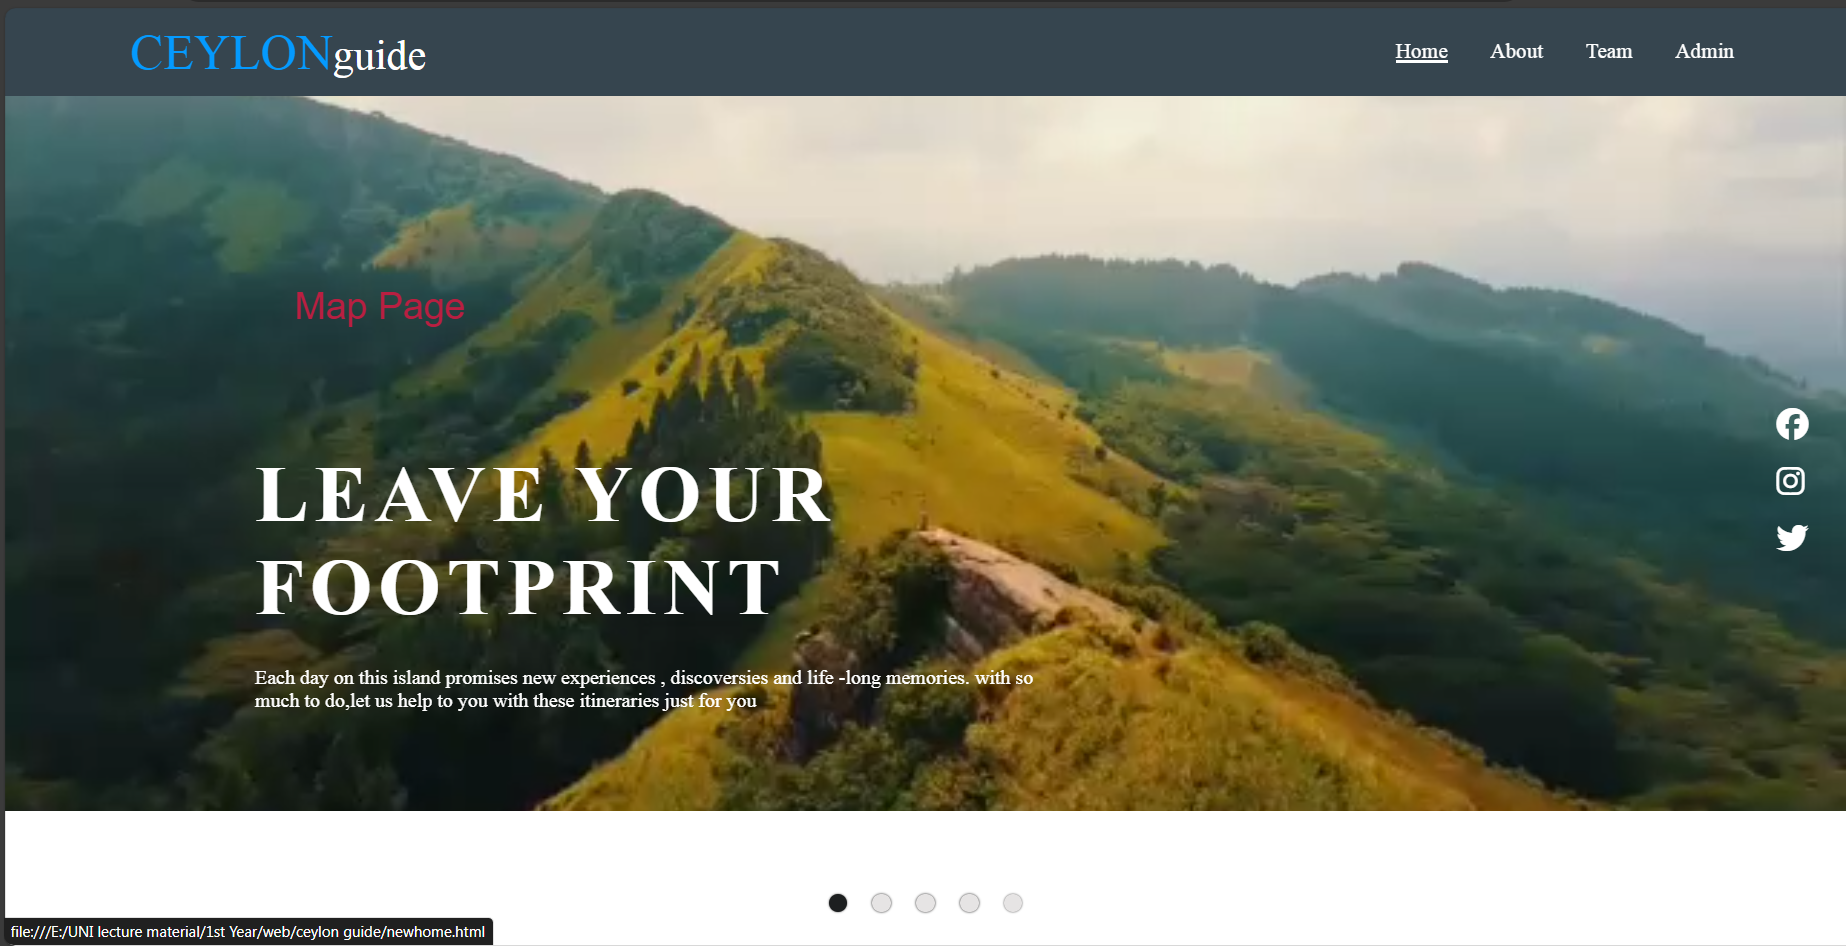 CEYLONguide
Home About Team Admin
Map Page
LEAVE YOUR
FOOTPRINT
Each day on this island promises new experiences , discoversies and life -long memories. with so
much to do,let us help to you with these itineraries just for you
file:///E:/UNI lecture material/1st Year/web/ceylon guide/newhome.html